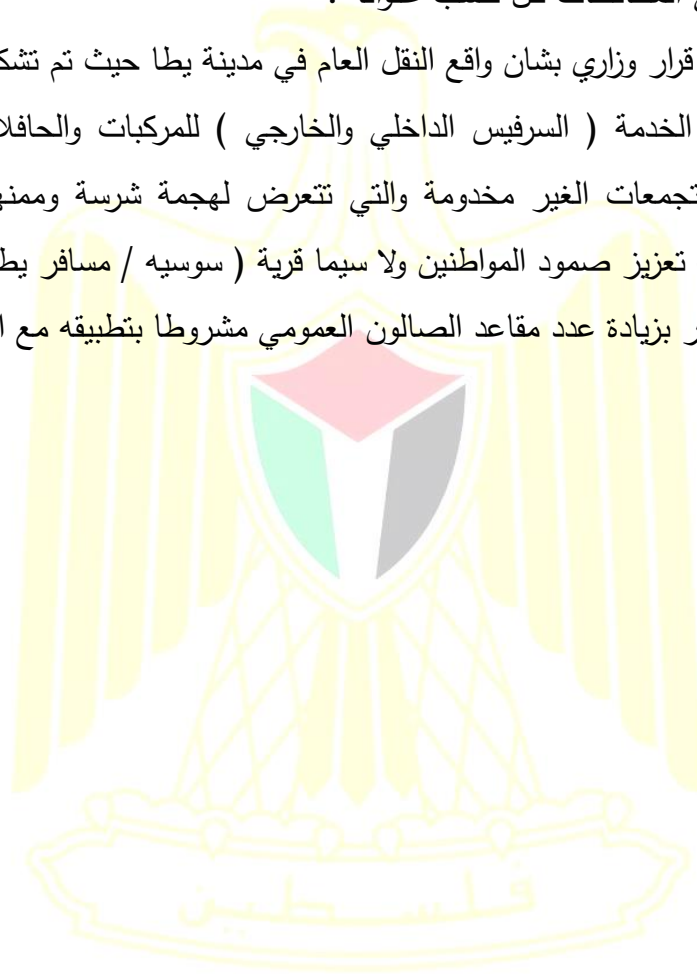 قرار وزاري بشان واقع النقل العام في مدينة يطا حيث تم تشك
الخدمة ( السرفيس الداخلي والخارجي ) للمركبات والحافلا
تجمعات الغير مخدومة والتي تتعرض لهجمة شرسة وممنه
تعزيز صمود المواطنين ولا سيما قرية ( سوسيه / مسافر يط
ر بزيادة عدد مقاعد الصالون العمومي مشروطا بتطبيقه مع ا
فلسطين